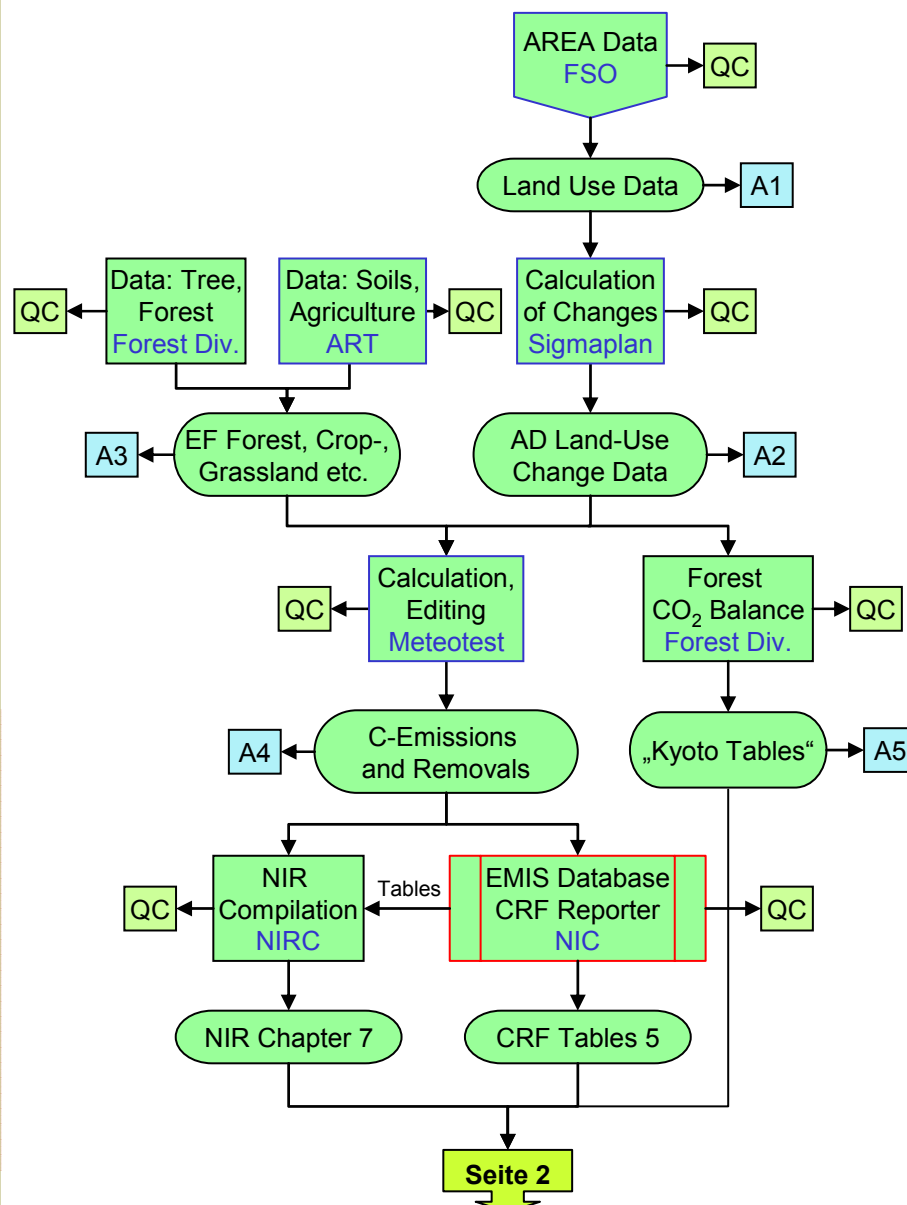 AREA Data
FSO
QC
Land Use Data
A1
QC
Data: Tree,
Forest
Forest Div.
Data: Soils,
Agriculture
ART
QC
Calculation
of Changes
Sigmaplan
QC
A3
EF Forest, Crop-,
Grassland etc.
AD Land-Use
Change Data
A2
QC
Calculation,
Editing
Meteotest
Forest
CO₂ Balance
Forest Div.
QC
A4
C-Emissions
and Removals
„Kyoto Tables“
A5
QC
NIR
Compilation
NIRC
Tables
EMIS Database
CRF Reporter
NIC
QC
NIR Chapter 7
CRF Tables 5
Seite 2